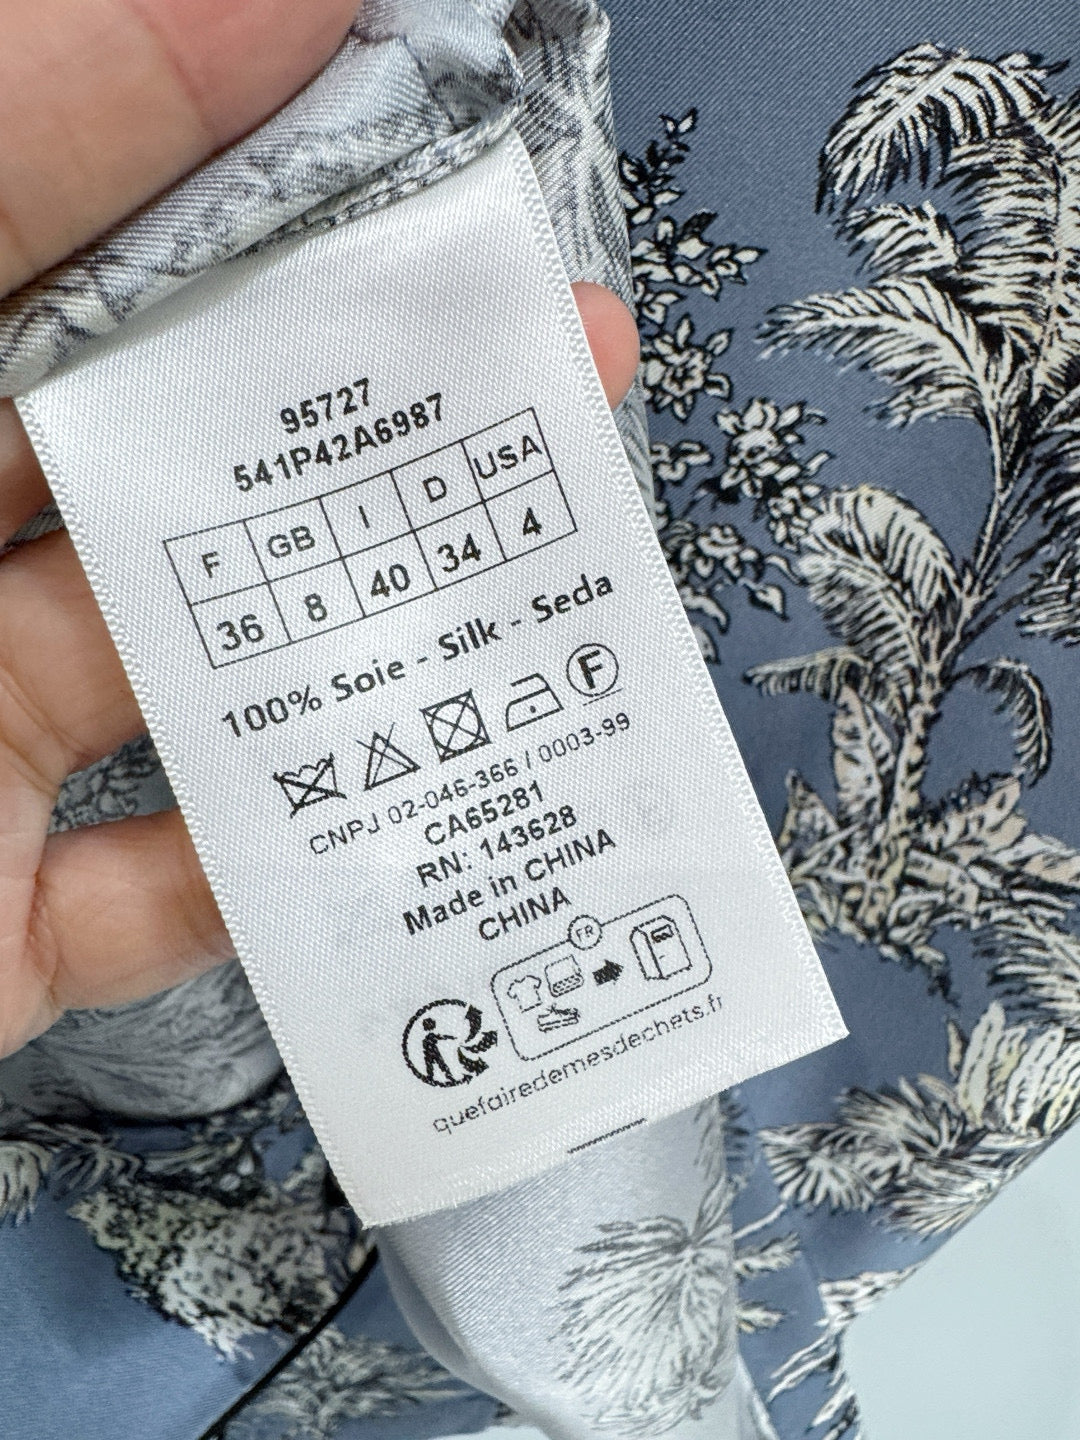 95727
541P42A6987
F GB I D USA
36 8 40 34 4
100% Soie - Silk - Seda
F
CNPJ 02-046-366 / 0003-99
CA65281
RN: 143628
Made in CHINA
CHINA
FR
quefairedemesdechets.fr